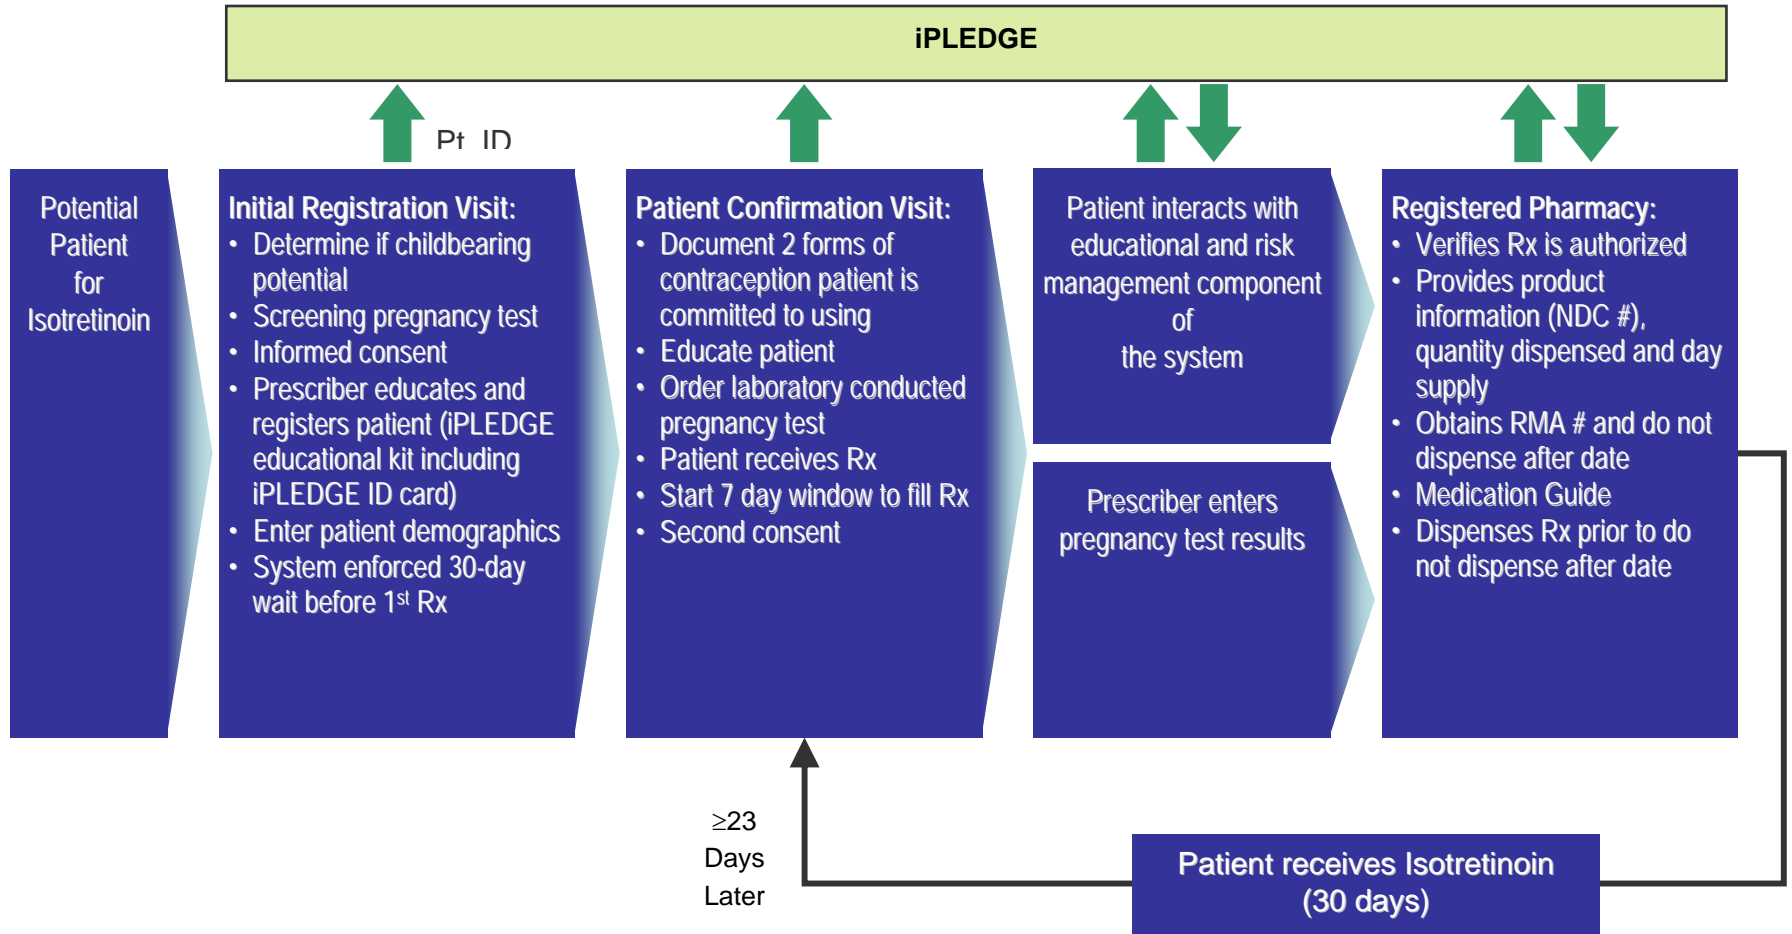 iPLEDGE
Pt ID
Potential
Patient
for
Isotretinoin
Initial Registration Visit:
• Determine if childbearing
potential
• Screening pregnancy test
• Informed consent
• Prescriber educates and
registers patient (iPLEDGE
educational kit including
iPLEDGE ID card)
• Enter patient demographics
• System enforced 30-day
wait before 1st Rx
Patient Confirmation Visit:
• Document 2 forms of
contraception patient is
committed to using
• Educate patient
• Order laboratory conducted
pregnancy test
• Patient receives Rx
• Start 7 day window to fill Rx
• Second consent
Patient interacts with
educational and risk
management component
of
the system
Prescriber enters
pregnancy test results
Registered Pharmacy:
• Verifies Rx is authorized
• Provides product
information (NDC #),
quantity dispensed and day
supply
• Obtains RMA # and do not
dispense after date
• Medication Guide
• Dispenses Rx prior to do
not dispense after date
≥23
Days
Later
Patient receives Isotretinoin
(30 days)